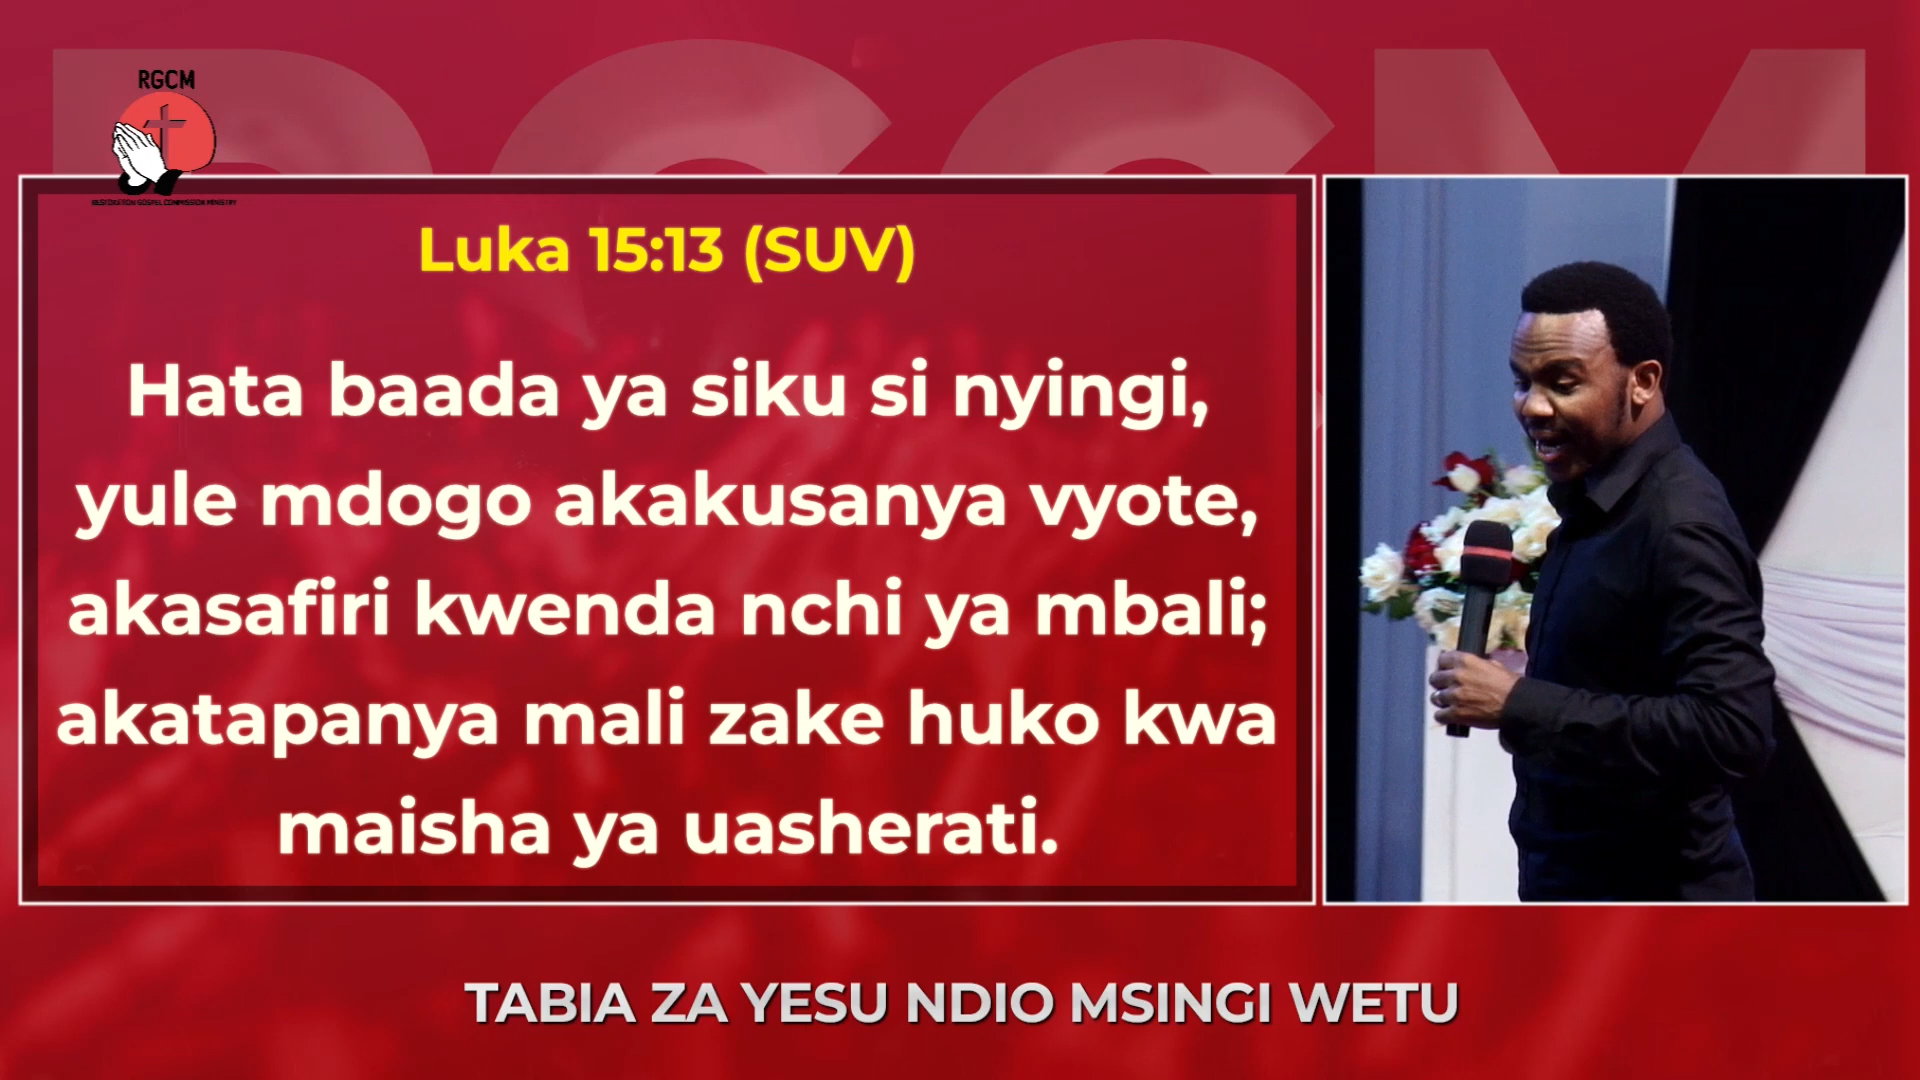 RGCM
RGCM
Luka 15:13 (SUV)
Hata baada ya siku si nyingi,
yule mdogo akakusanya vyote,
akasafiri kwenda nchi ya mbali;
akatapanya mali zake huko kwa
maisha ya uasherati.
TABIA ZA YESU NDIO MSINGI WETU